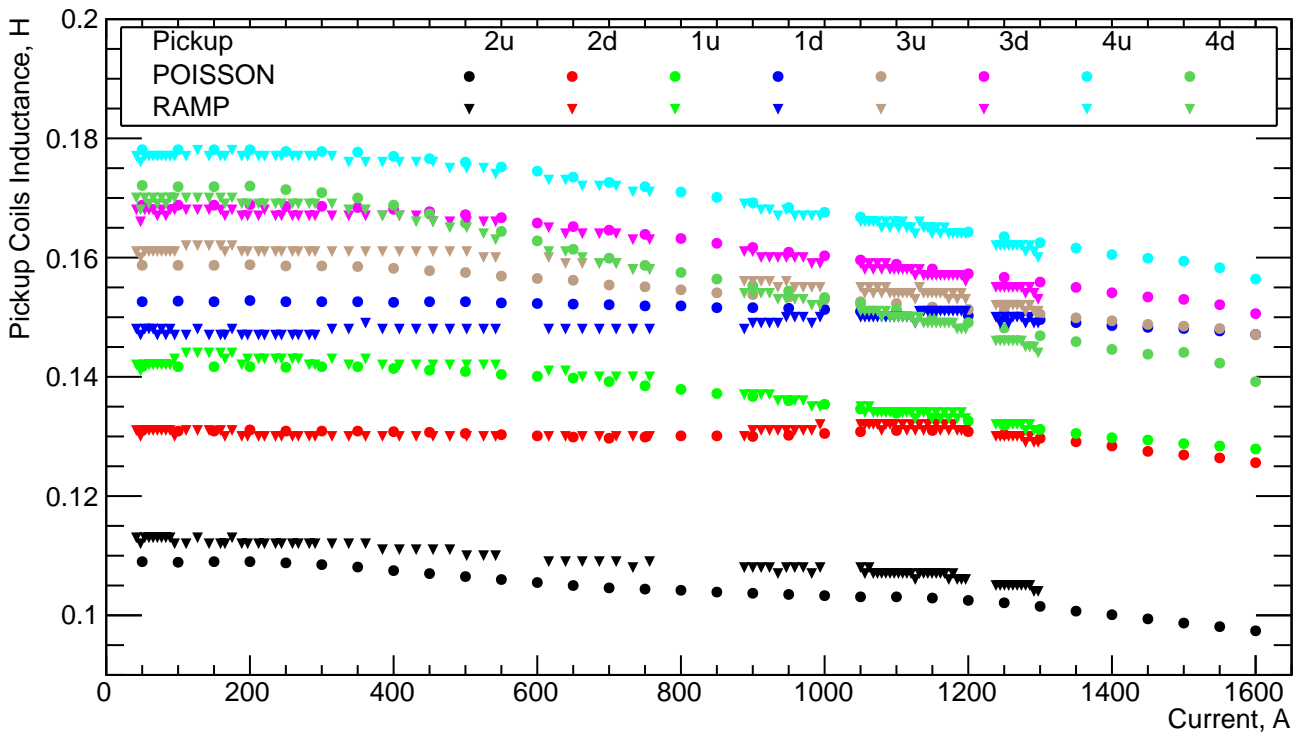 Pickup Coils Inductance, H
0.2
0.18
0.16
0.14
0.12
0.1
Pickup 2u 2d 1u 1d 3u 3d 4u 4d
POISSON
RAMP
0 200 400 600 800 1000 1200 1400 1600
Current, A